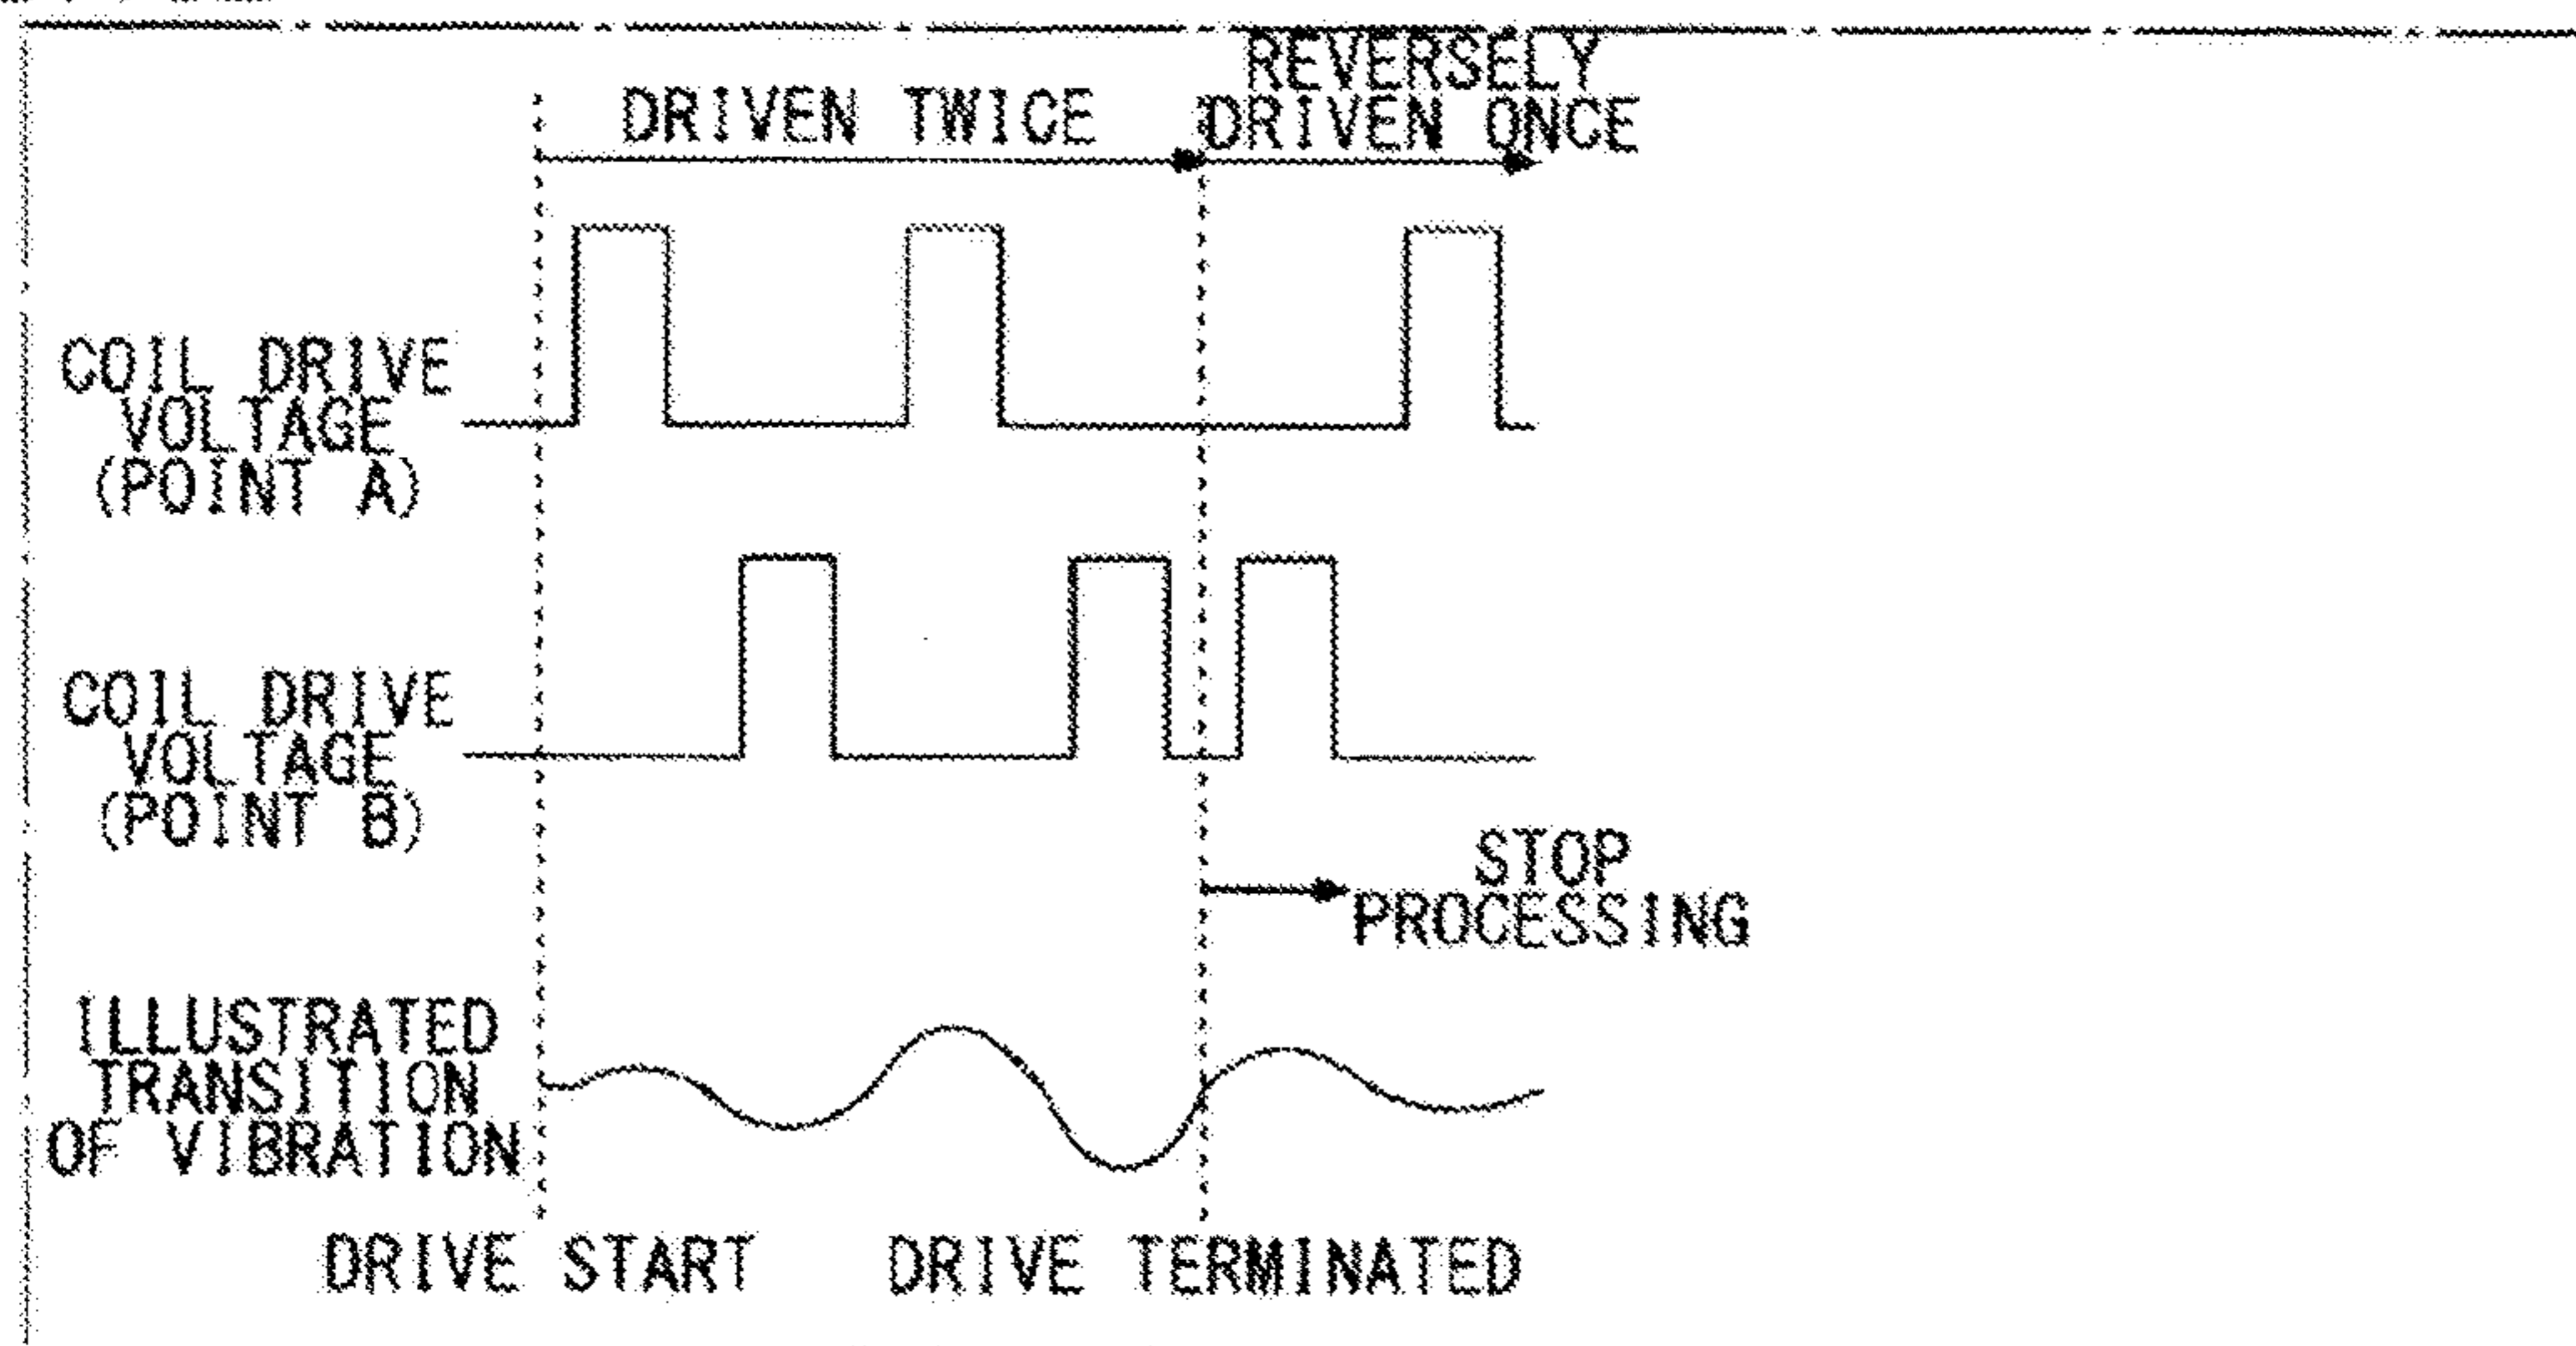 DRIVEN TWICE
REVERSELY
DRIVEN ONCE
COIL DRIVE
VOLTAGE
(POINT A)
COIL DRIVE
VOLTAGE
(POINT B)
STOP
PROCESSING
ILLUSTRATED
TRANSITION
OF VIBRATION
DRIVE START
DRIVE TERMINATED